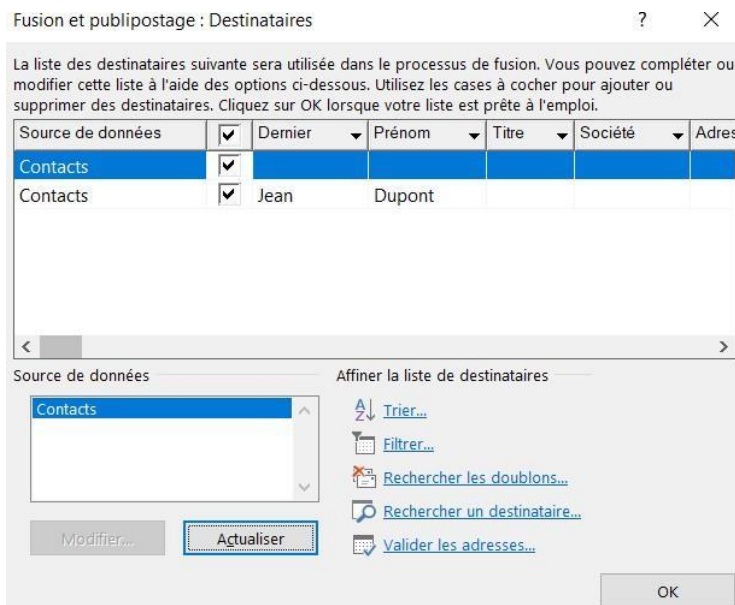 Fusion et publipostage : Destinataires
?
La liste des destinataires suivante sera utilisée dans le processus de fusion. Vous pouvez compléter ou
modifier cette liste à l'aide des options ci-dessous. Utilisez les cases à cocher pour ajouter ou
supprimer des destinataires. Cliquez sur OK lorsque votre liste est prête à l'emploi.
Source de données Dernier Prénom Titre Société Adres
Contacts
Contacts Jean Dupont
Source de données
Affiner la liste de destinataires
Contacts
Trier...
Filtrer...
Rechercher les doublons...
Rechercher un destinataire...
Valider les adresses...
Modifier...
Actualiser
OK